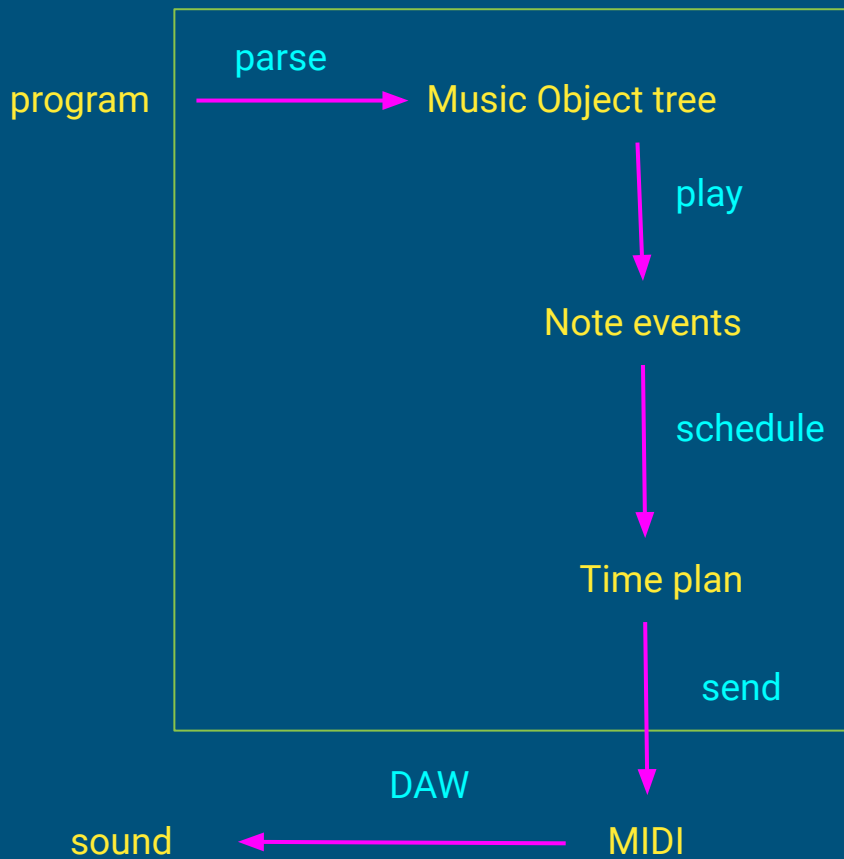 parse
program
Music Object tree
play
Note events
schedule
Time plan
send
DAW
sound
MIDI